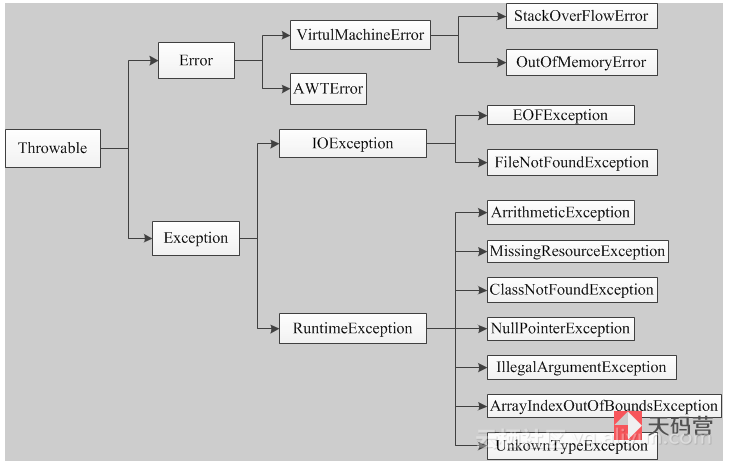 StackOverFlowError
VirtulMachineError
Error
OutOfMemoryError
AWTError
EOFEException
IOException
Throwable
FileNotFoundException
ArrithmeticException
Exception
MissingResourceException
ClassNotFoundException
RuntimeException
NullPointerException
IllegalArgumentException
ArrayIndexOutOfBoundsException
天码营
UnkownTypeException